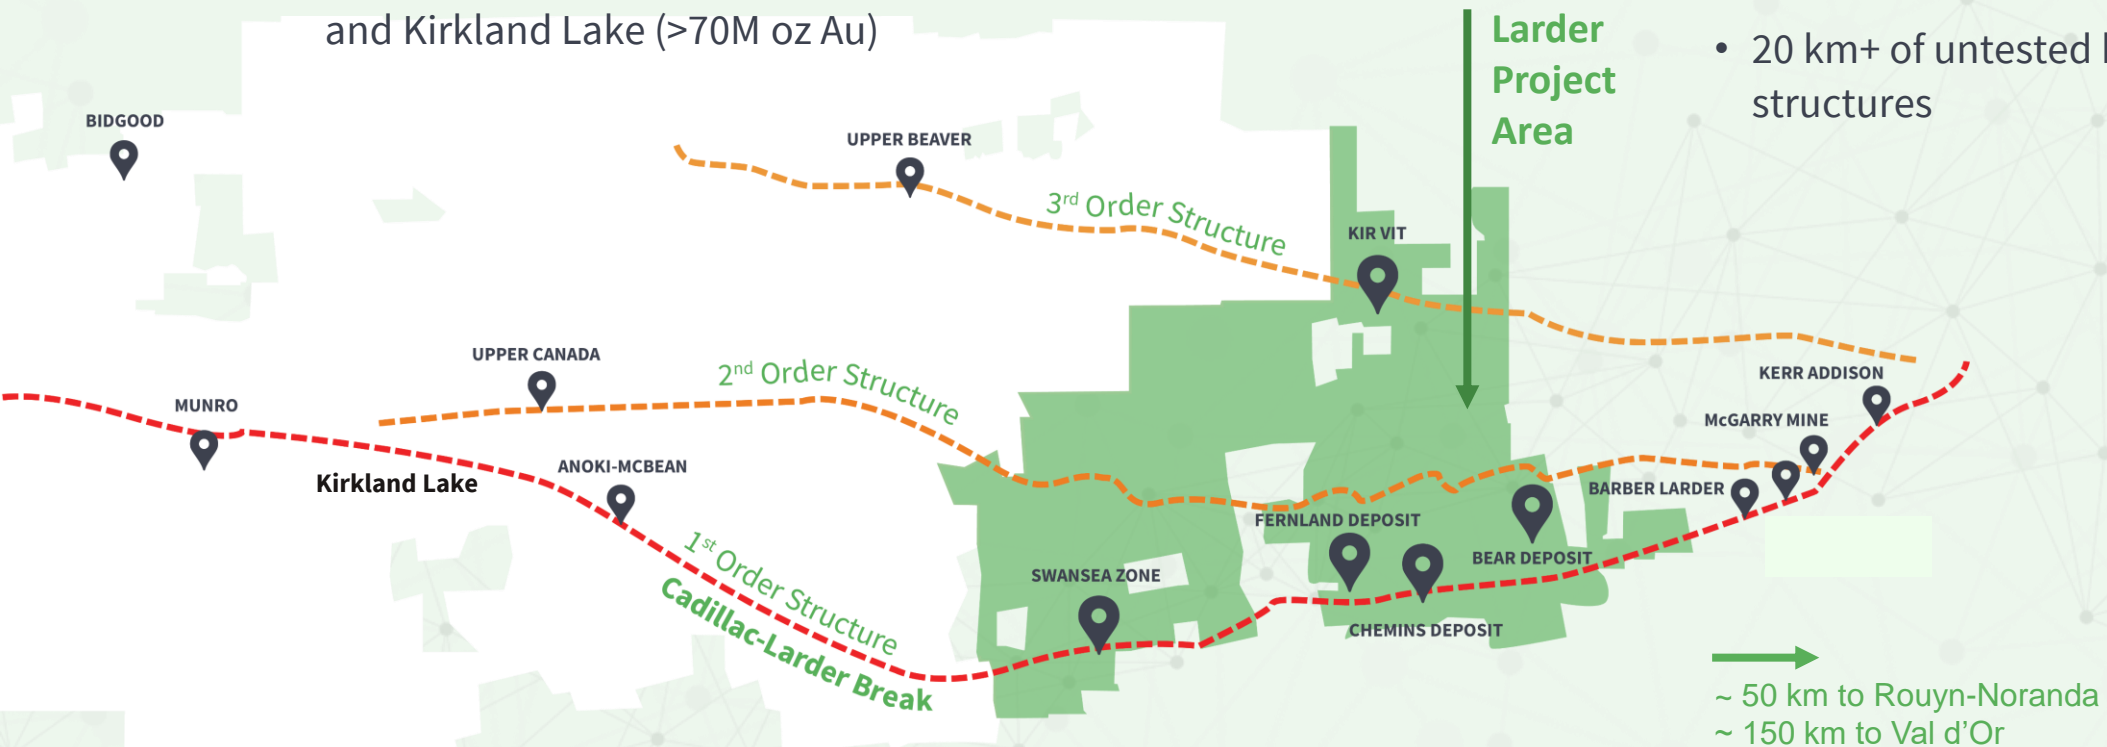 and Kirkland Lake (>70M oz Au)
Larder
Project
Area
• 20 km+ of untested
structures
BIDGOOD
UPPER BEAVER
3rd Order Structure
KIR VIT
UPPER CANADA
2nd Order Structure
KERR ADDISON
MUNRO
McGARRY MINE
Kirkland Lake
ANOKI-MCBEAN
BARBER LARDER
FERNLAND DEPOSIT
1st Order Structure
BEAR DEPOSIT
SWANSEA ZONE
Cadillac-Larder Break
CHEMINS DEPOSIT
~ 50 km to Rouyn-Noranda
~ 150 km to Val d'Or